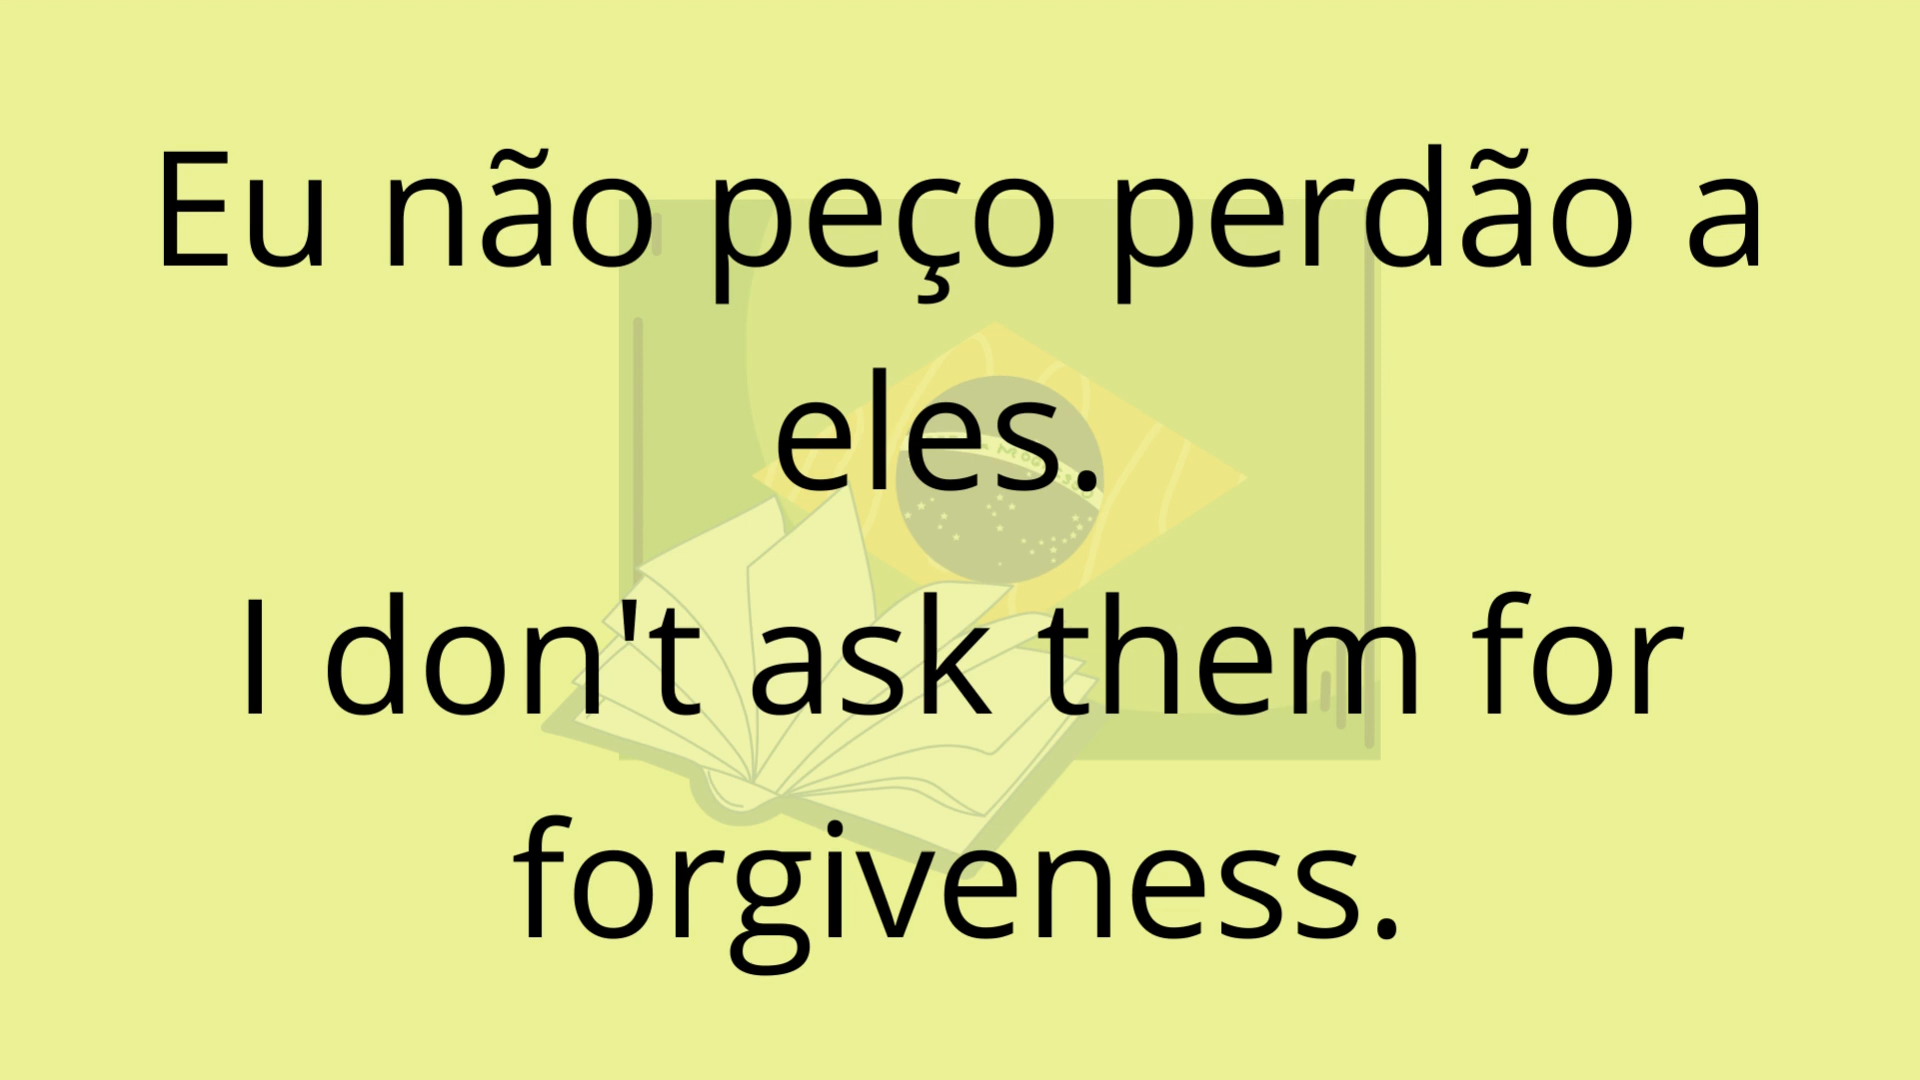 Eu não peço perdão a
eles.
I don't ask them for
forgiveness.